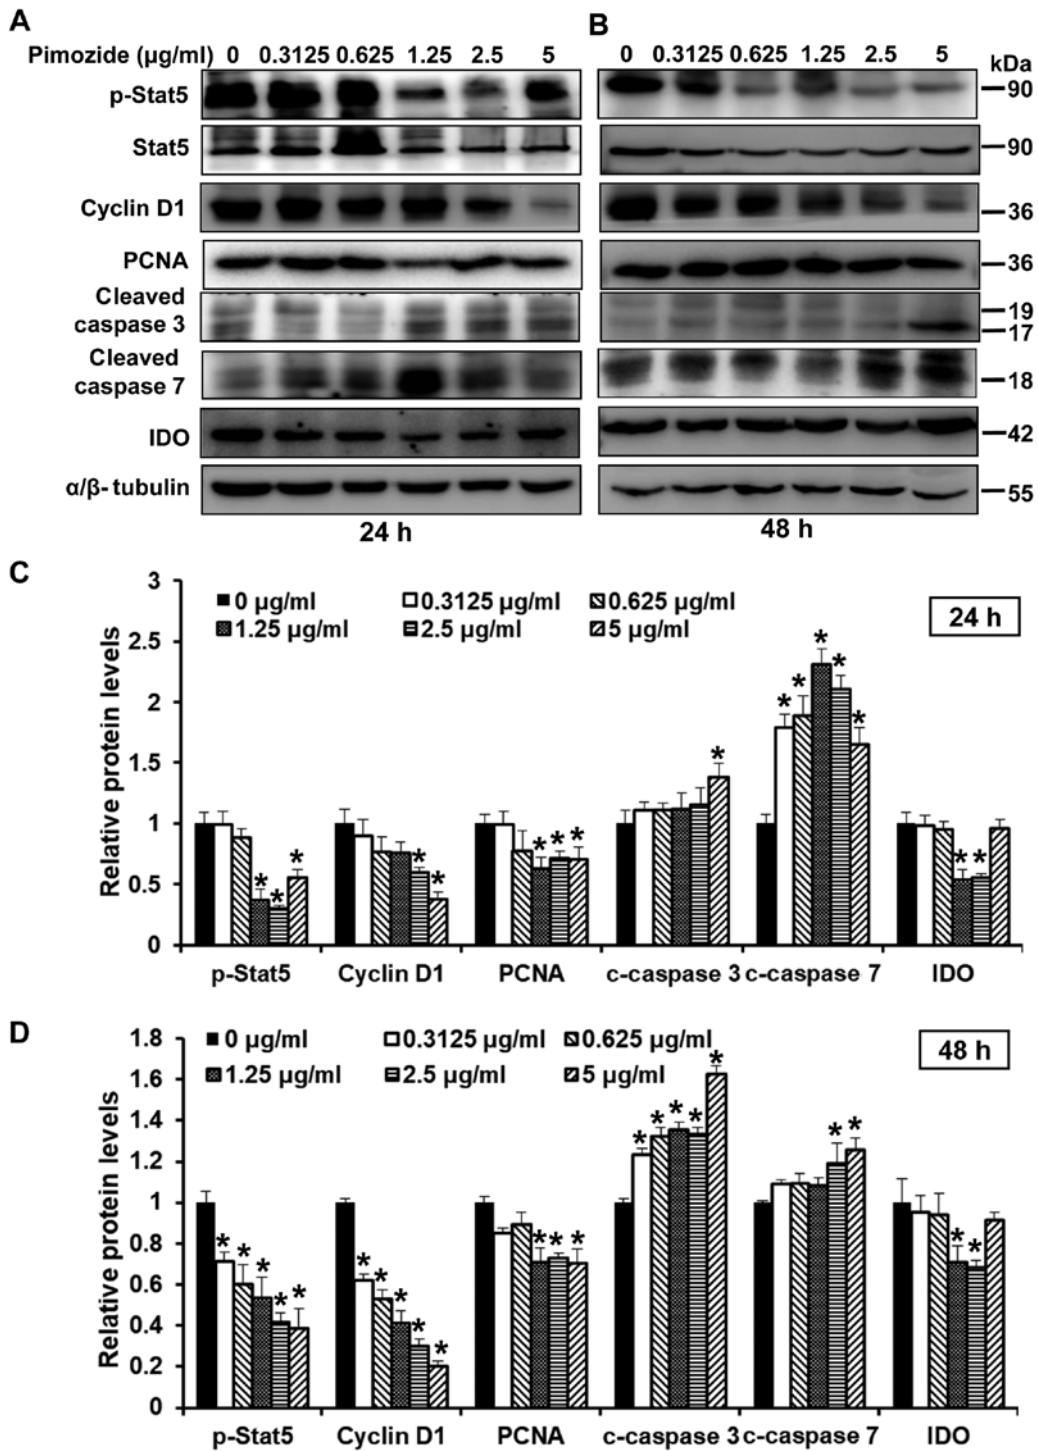 A
B
Pimozide (µg/ml) 0 0.3125 0.625 1.25 2.5 5 0 0.3125 0.625 1.25 2.5 5 kDa
p-Stat5 90
Stat5 90
Cyclin D1 36
PCNA 36
Cleaved
caspase 3
19
17
Cleaved
caspase 7
18
IDO 42
α/β- tubulin 55
24 h 48 h
C
3
2.5
2
1.5
1
0.5
0
Relative protein levels
0 µg/ml 0.3125 µg/ml 0.625 µg/ml
1.25 µg/ml 2.5 µg/ml 5 µg/ml
24 h
* * * * * * * * * * * * * * * * *
p-Stat5 Cyclin D1 PCNA c-caspase 3 c-caspase 7 IDO
D
1.8
1.6
1.4
1.2
1
0.8
0.6
0.4
0.2
0
Relative protein levels
0 µg/ml 0.3125 µg/ml 0.625 µg/ml
1.25 µg/ml 2.5 µg/ml 5 µg/ml
48 h
* * * * * * * * * * * * * * * * * * * * * *
p-Stat5 Cyclin D1 PCNA c-caspase 3 c-caspase 7 IDO